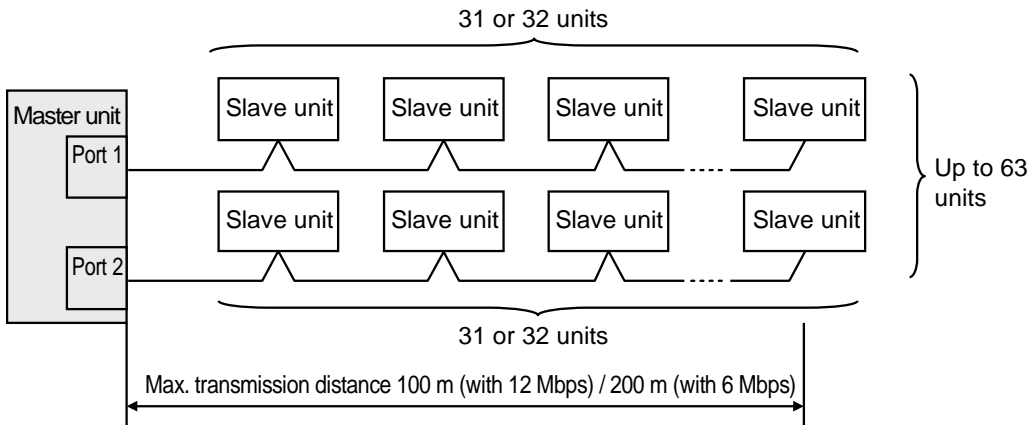 31 or 32 units
Slave unit Slave unit Slave unit Slave unit
Master unit
Port 1
Up to 63
units
Slave unit Slave unit Slave unit Slave unit
Port 2
31 or 32 units
Max. transmission distance 100 m (with 12 Mbps) / 200 m (with 6 Mbps)